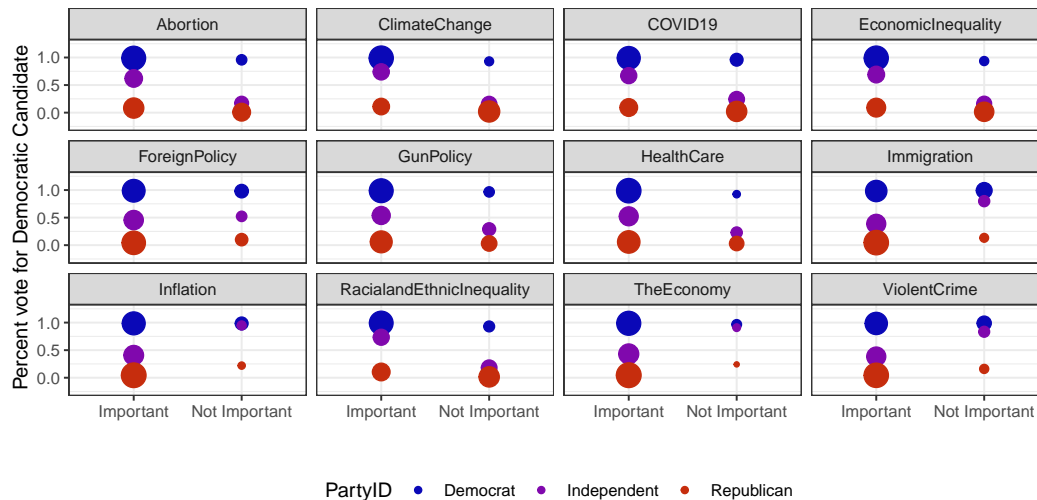 Abortion ClimateChange COVID19 EconomicInequality
1.0
0.5
0.0
ForeignPolicy GunPolicy HealthCare Immigration
1.0
0.5
0.0
Inflation RacialandEthnicInequality TheEconomy ViolentCrime
1.0
0.5
0.0
Percent vote for Democratic Candidate
Important Not Important Important Not Important Important Not Important Important Not Important
PartyID Democrat Independent Republican